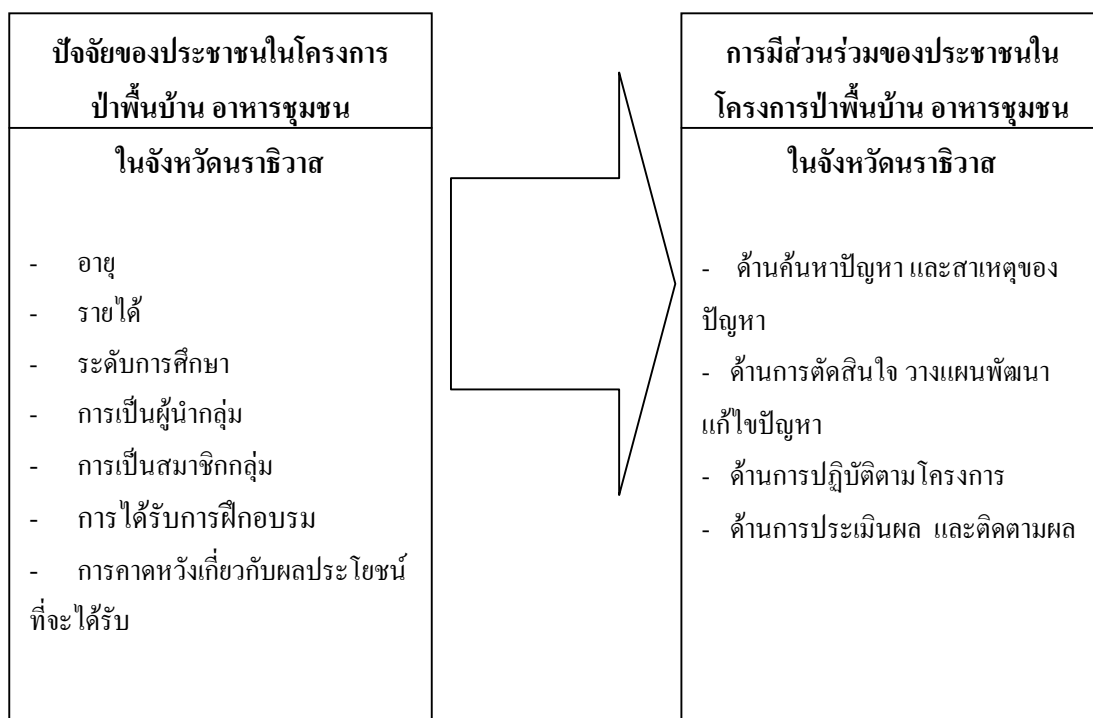 ปัจจัยของประชาชนในโครงการ
ป่าพื้นบ้าน อาหารชุมชน
ในจังหวัดนราธิวาส
- อายุ
- รายได้
- ระดับการศึกษา
- การเป็นผู้นำกลุ่ม
- การเป็นสมาชิกกลุ่ม
- การได้รับการฝึกอบรม
- การคาดหวังเกี่ยวกับผลประโยชน์
ที่จะได้รับ
การมีส่วนร่วมของประชาชนใน
โครงการป่าพื้นบ้าน อาหารชุมชน
ในจังหวัดนราธิวาส
- ด้านค้นหาปัญหา และสาเหตุของ
ปัญหา
- ด้านการตัดสินใจ วางแผนพัฒนา
แก้ไขปัญหา
- ด้านการปฏิบัติตามโครงการ
- ด้านการประเมินผล และติดตามผล